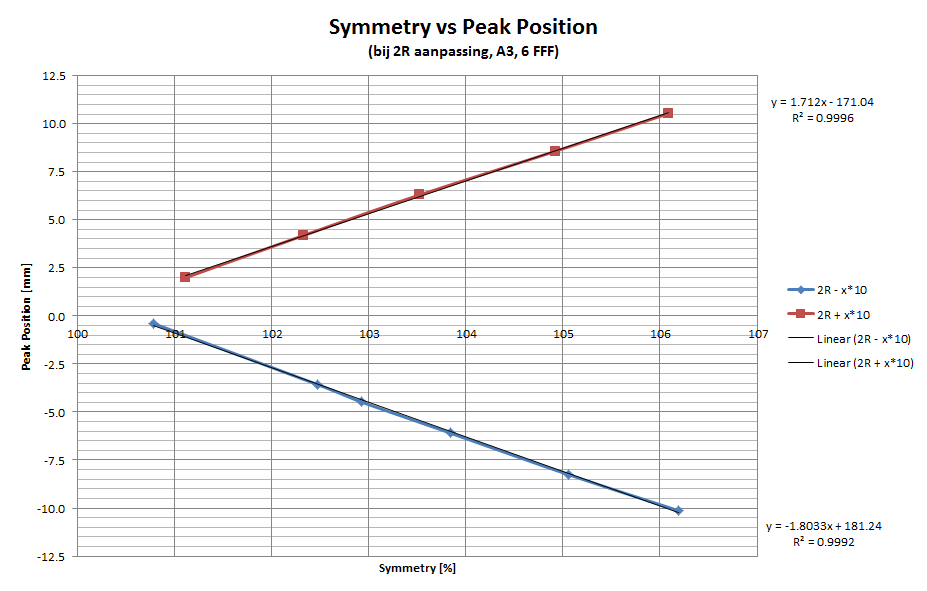 Symmetry vs Peak Position
(bij 2R aanpassing, A3, 6 FFF)
12.5
10.0
7.5
5.0
2.5
0.0
-2.5
-5.0
-7.5
-10.0
-12.5
Peak Position [mm]
100 101 102 103 104 105 106 107
Symmetry [%]
y = 1.712x - 171.04
R² = 0.9996
2R - x*10
2R + x*10
Linear (2R - x*10)
Linear (2R + x*10)
y = -1.8033x + 181.24
R² = 0.9992